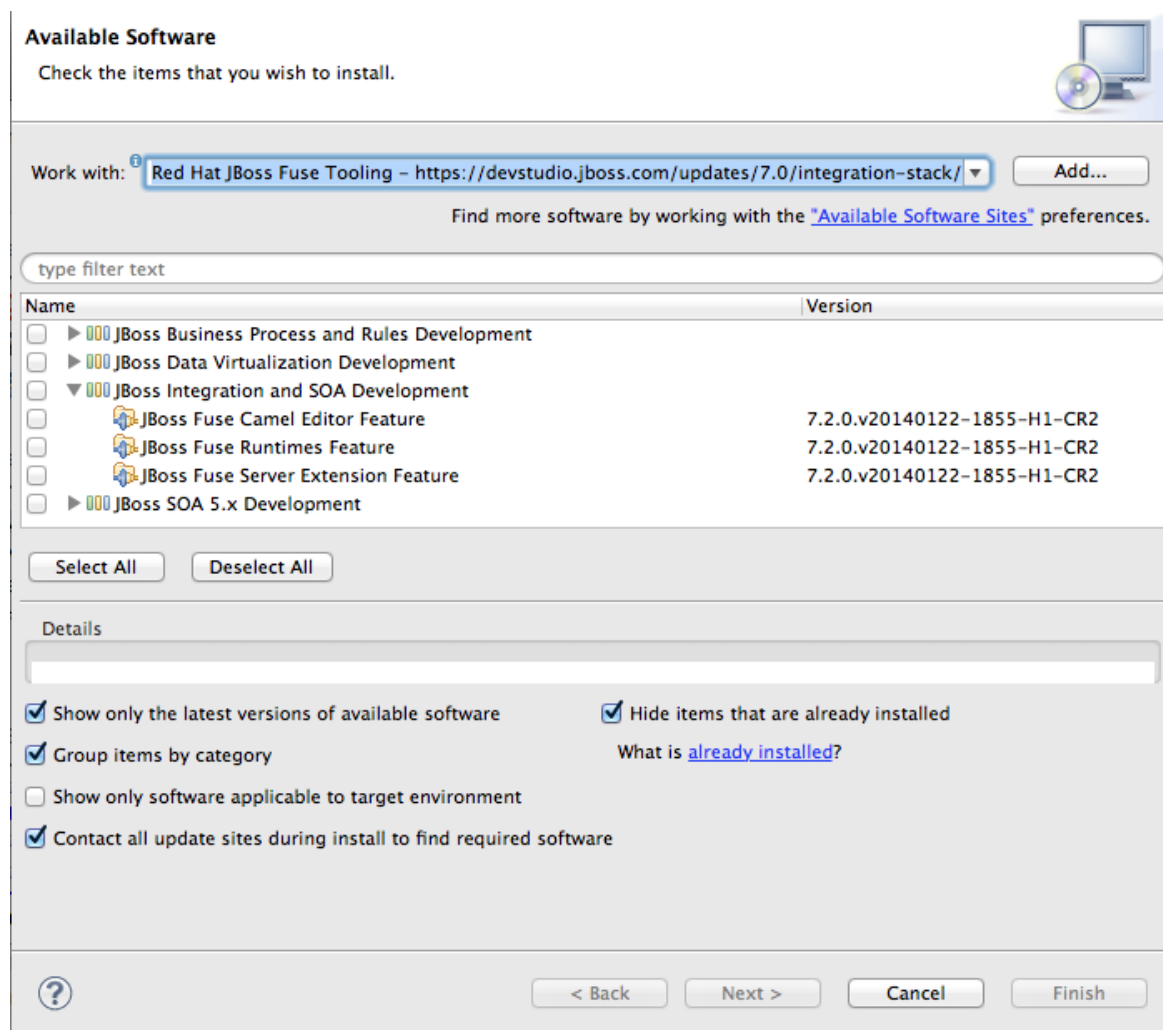 Available Software
Check the items that you wish to install.
Work with: Red Hat JBoss Fuse Tooling – https://devstudio.jboss.com/updates/7.0/integration-stack/ Add...
Find more software by working with the "Available Software Sites" preferences.
type filter text
Name Version
JBoss Business Process and Rules Development
JBoss Data Virtualization Development
JBoss Integration and SOA Development
JBoss Fuse Camel Editor Feature 7.2.0.v20140122-1855-H1-CR2
JBoss Fuse Runtimes Feature 7.2.0.v20140122-1855-H1-CR2
JBoss Fuse Server Extension Feature 7.2.0.v20140122-1855-H1-CR2
JBoss SOA 5.x Development
Select All Deselect All
Details
Show only the latest versions of available software Hide items that are already installed
Group items by category What is already installed?
Show only software applicable to target environment
Contact all update sites during install to find required software
? < Back Next > Cancel Finish